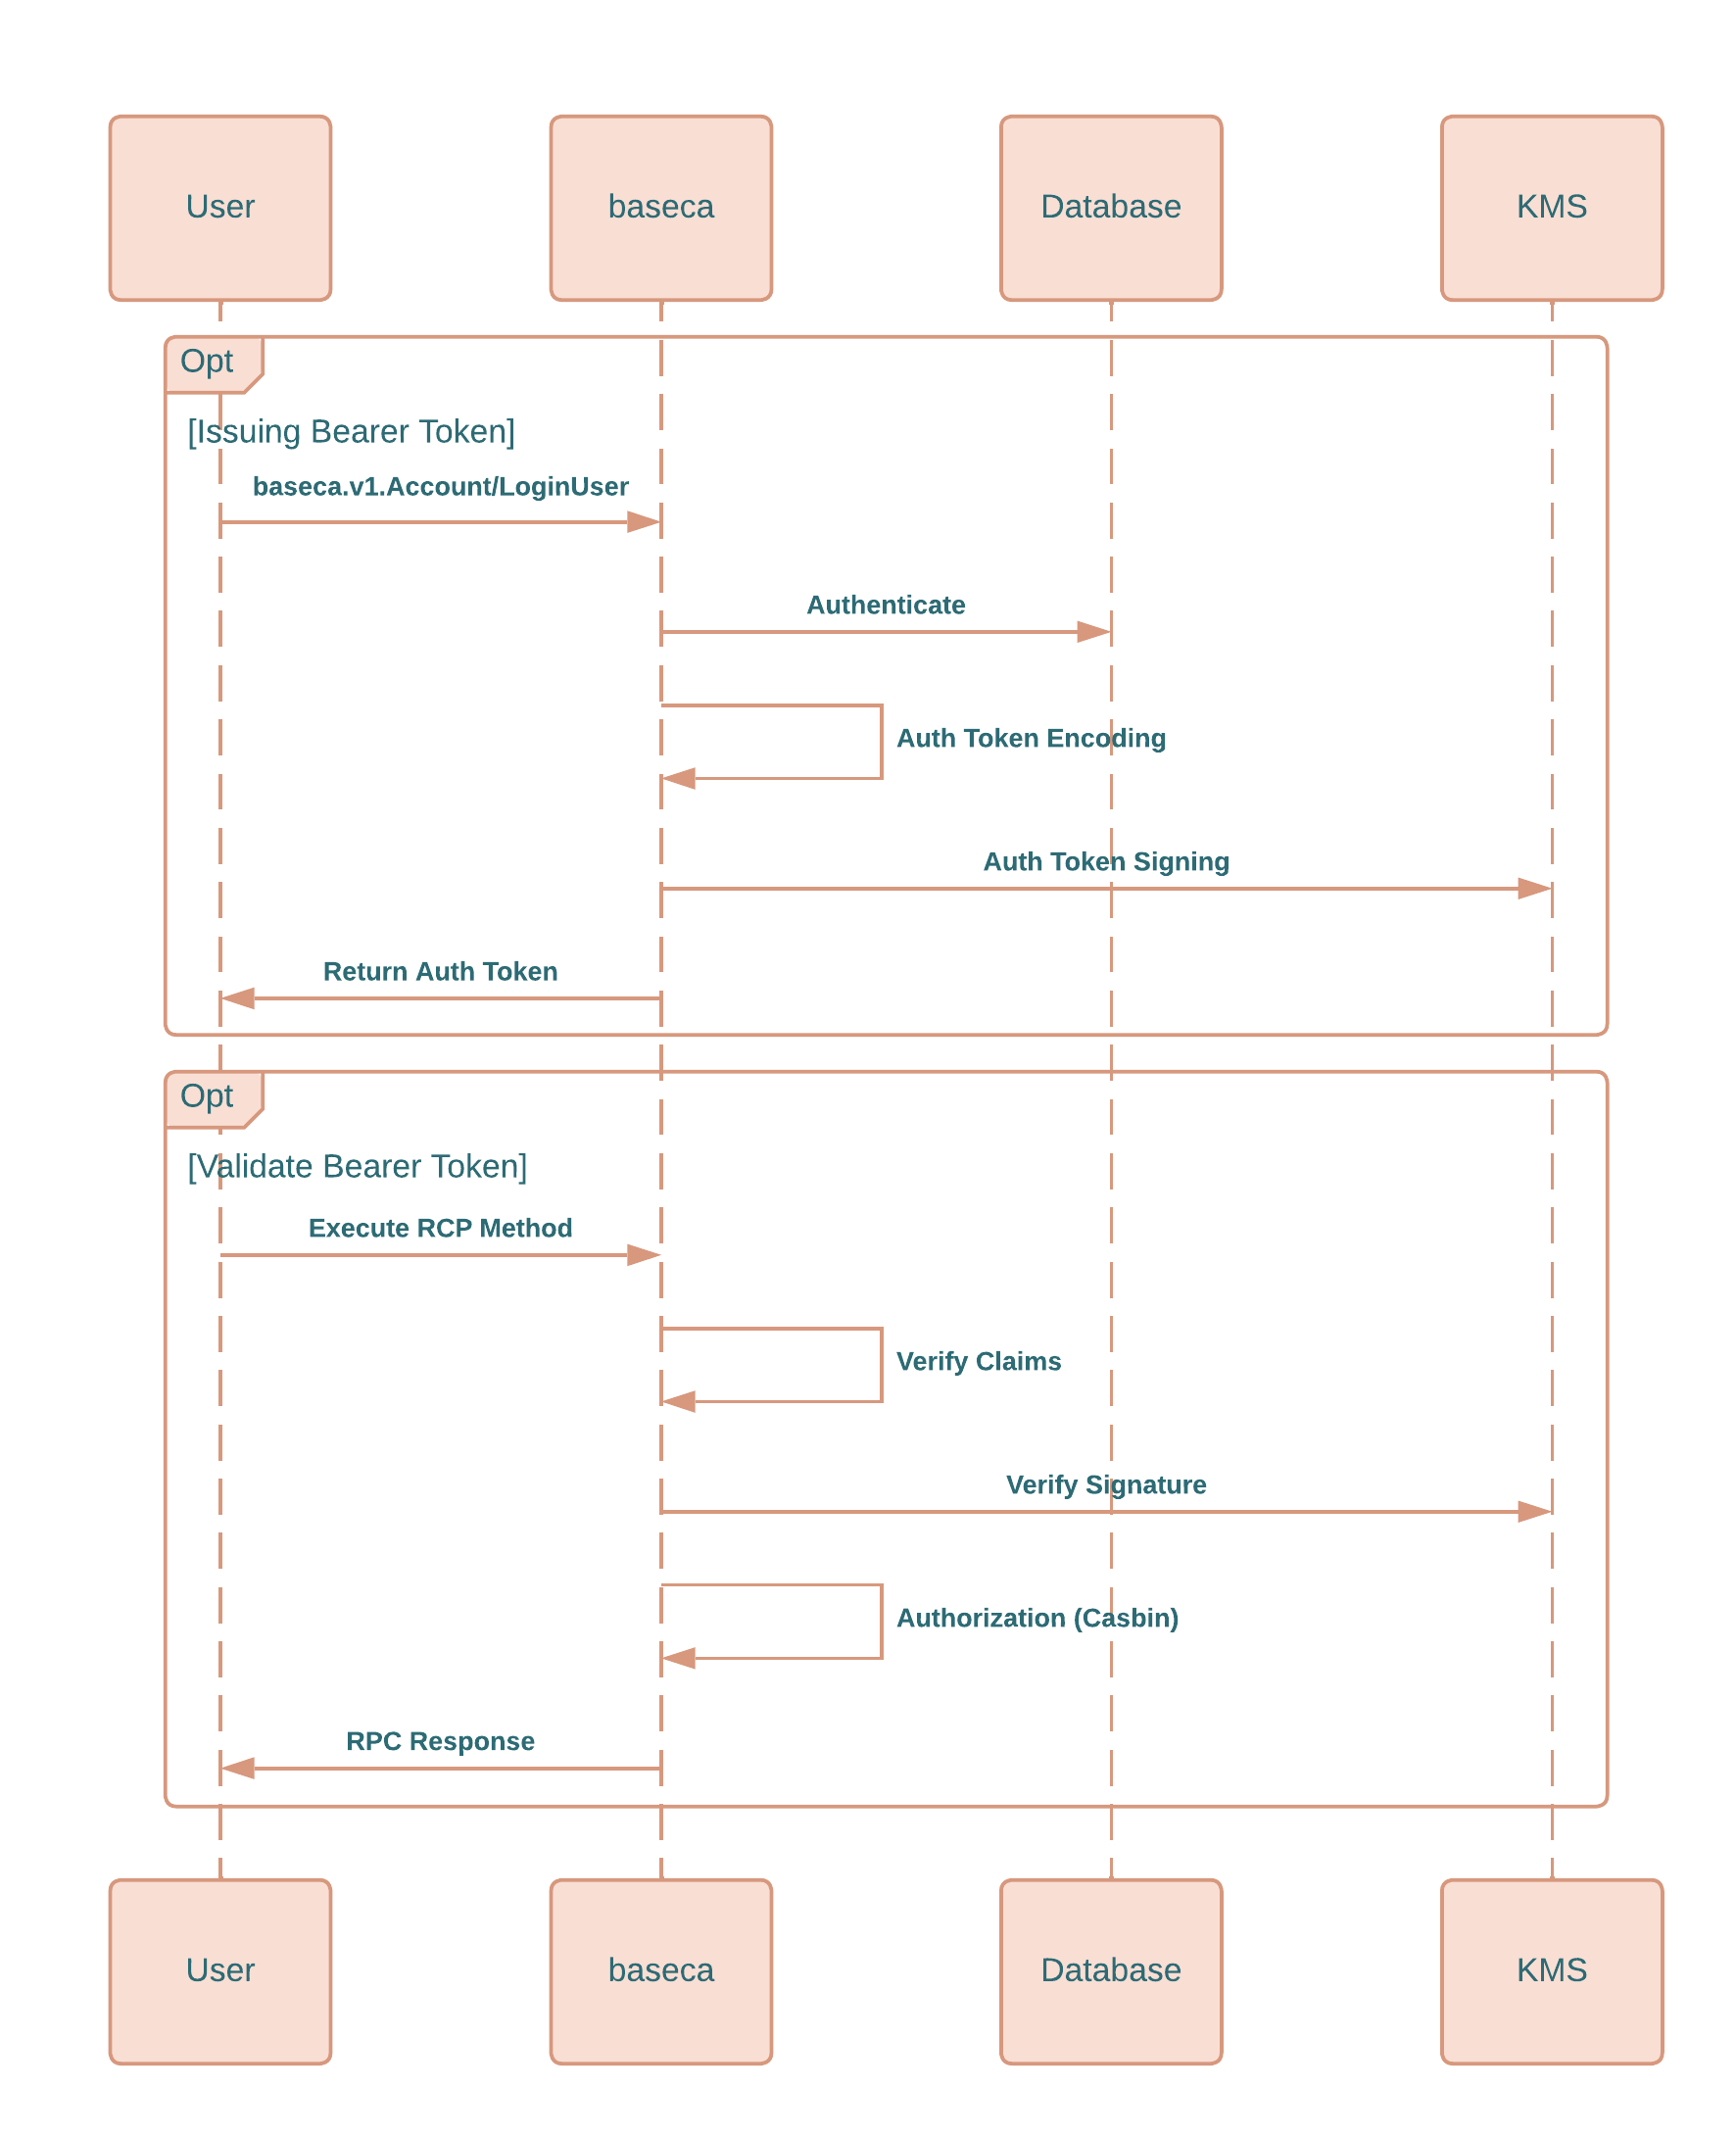 User
baseca
Database
KMS
Opt
[Issuing Bearer Token]
baseca.v1.Account/LoginUser
Authenticate
Auth Token Encoding
Auth Token Signing
Return Auth Token
Opt
[Validate Bearer Token]
Execute RCP Method
Verify Claims
Verify Signature
Authorization (Casbin)
RPC Response
User
baseca
Database
KMS